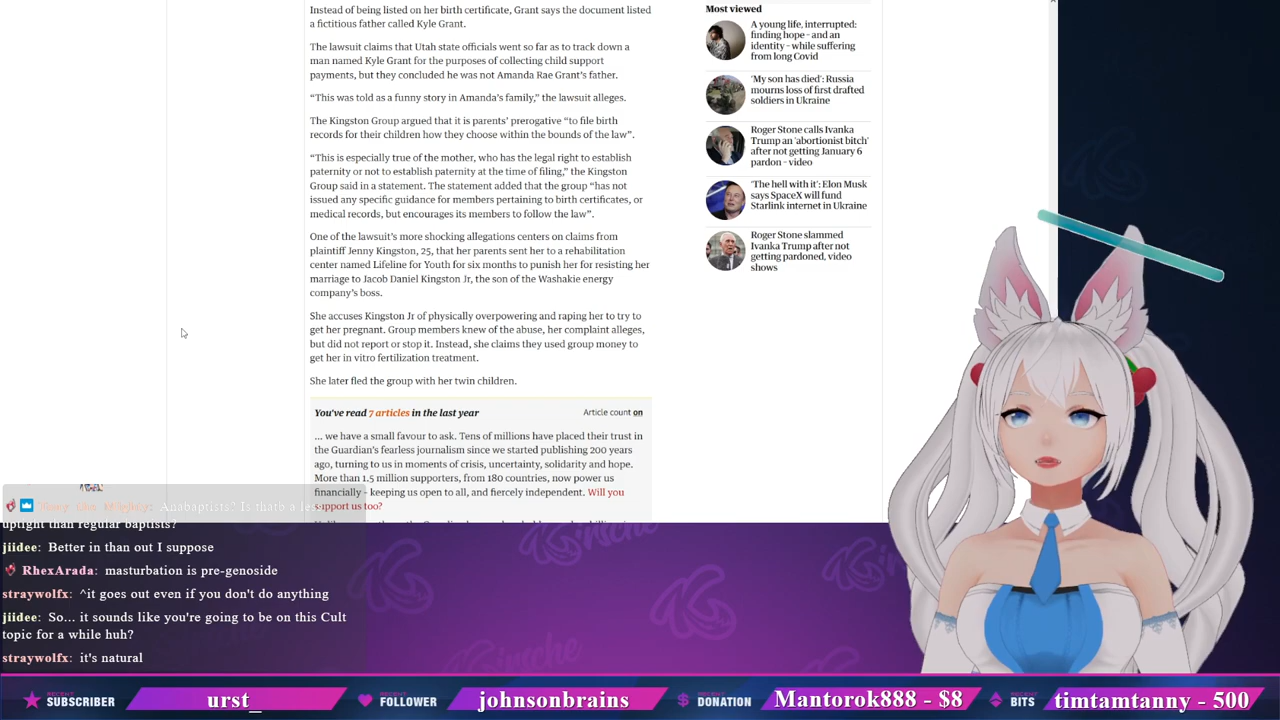 Instead of being listed on her birth certificate, Grant says the document listed
a fictitious father called Kyle Grant.
The lawsuit claims that Utah state officials went so far as to track down a
man named Kyle Grant for the purposes of collecting child support
payments, but they concluded he was not Amanda Rae Grant's father.
“This was told as a funny story in Amanda's family,” the lawsuit alleges.
The Kingston Group argued that it is parents' prerogative “to file birth
records for their children how they choose within the bounds of the law”.
“This is especially true of the mother, who has the legal right to establish
paternity or not to establish paternity at the time of filing,” the Kingston
Group said in a statement. The statement added that the group “has not
issued any specific guidance for members pertaining to birth certificates, or
medical records, but encourages its members to follow the law”.
One of the lawsuit's more shocking allegations centers on claims from
plaintiff Jenny Kingston, 25, that her parents sent her to a rehabilitation
center named Lifeline for Youth for six months to punish her for resisting her
marriage to Jacob Daniel Kingston Jr, the son of the Washakie energy
company's boss.
She accuses Kingston Jr of physically overpowering and raping her to try to
get her pregnant. Group members knew of the abuse, her complaint alleges,
but did not report or stop it. Instead, she claims they used group money to
get her in vitro fertilization treatment.
She later fled the group with her twin children.
You've read 7 articles in the last year
Article count on
... we have a small favour to ask. Tens of millions have placed their trust in
the Guardian's fearless journalism since we started publishing 200 years
ago, turning to us in moments of crisis, uncertainty, solidarity and hope.
More than 1.5 million supporters, from 180 countries, now power us
financially – keeping us open to all, and fiercely independent. Will you
support us too?
Most viewed
A young life, interrupted:
finding hope – and an
identity – while suffering
from long Covid
‘My son has died’: Russia
mourns loss of first drafted
soldiers in Ukraine
Roger Stone calls Ivanka
Trump an ‘abortionist bitch’
after not getting January 6
pardon – video
‘The hell with it’: Elon Musk
says SpaceX will fund
Starlink internet in Ukraine
Roger Stone slammed
Ivanka Trump after not
getting pardoned, video
shows
Anabaptists? Is thatb a less
uptight than regular baptists?
jiidee: Better in than out I suppose
RhexArada: masturbation is pre-genoside
straywolfx: ^it goes out even if you don't do anything
jiidee: So... it sounds like you're going to be on this Cult
topic for a while huh?
straywolfx: it's natural
RECENT SUBSCRIBER urst_
RECENT FOLLOWER johnsonbrains
RECENT DONATION Mantorok888 - $8
RECENT BITS timtamtanny - 500